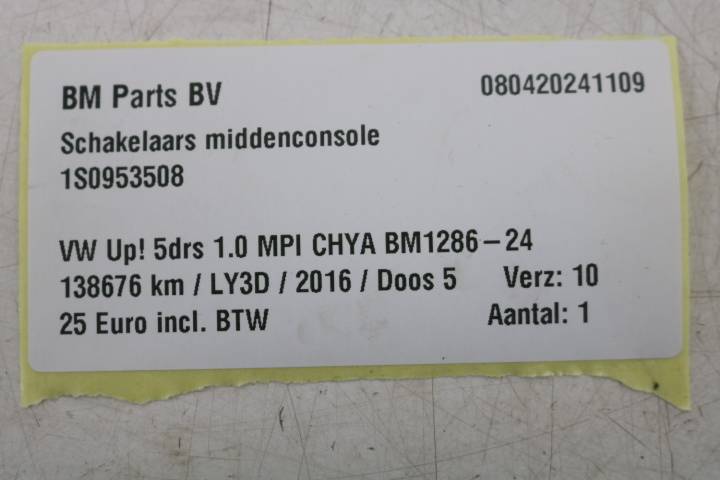 BM Parts BV 080420241109
Schakelaars middenconsole
1S0953508
VW Up! 5drs 1.0 MPI CHYA BM1286-24
138676 km / LY3D / 2016 / Doos 5 Verz: 10
25 Euro incl. BTW Aantal: 1